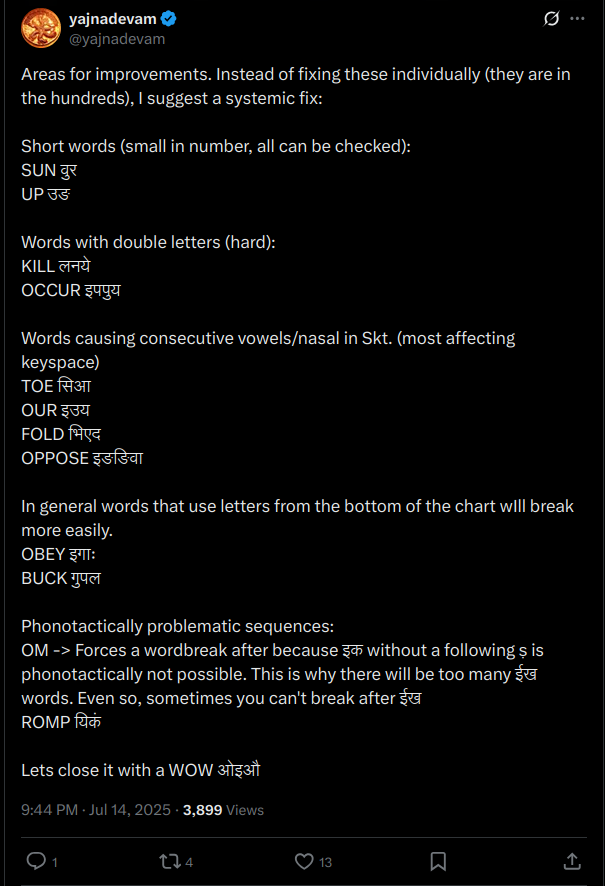 yajnadevam
@yajnadevam
Areas for improvements. Instead of fixing these individually (they are in
the hundreds), I suggest a systemic fix:
Short words (small in number, all can be checked):
SUN वुर
UP उङ
Words with double letters (hard):
KILL लनये
OCCUR इपपुय
Words causing consecutive vowels/nasal in Skt. (most affecting
keyspace)
TOE सिआ
OUR इउय
FOLD भिएद
OPPOSE इङङिवा
In general words that use letters from the bottom of the chart wIll break
more easily.
OBEY इगाः
BUCK गुपल
Phonotactically problematic sequences:
OM -> Forces a wordbreak after because इक without a following ṣ is
phonotactically not possible. This is why there will be too many ईख
words. Even so, sometimes you can't break after ईख
ROMP यिकं
Lets close it with a WOW ओइऔ
9:44 PM · Jul 14, 2025 · 3,899 Views
1 4 13